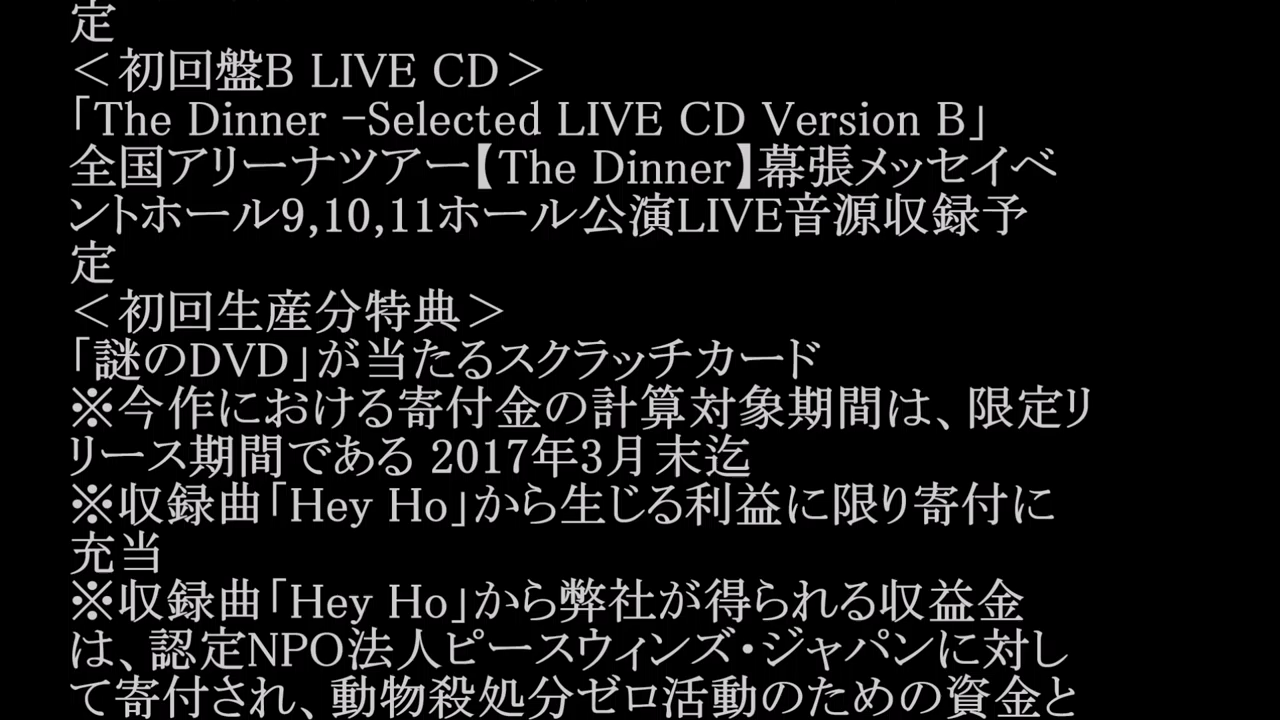 定
＜初回盤B LIVE CD＞
「The Dinner –Selected LIVE CD Version B」
全国アリーナツアー【The Dinner】幕張メッセイベ
ントホール9,10,11ホール公演LIVE音源収録予
定
＜初回生産分特典＞
「謎のDVD」が当たるスクラッチカード
※今作における寄付金の計算対象期間は、限定リ
リース期間である 2017年3月末迄
※収録曲「Hey Ho」から生じる利益に限り寄付に
充当
※収録曲「Hey Ho」から弊社が得られる収益金
は、認定NPO法人ピースウィンズ・ジャパンに対し
て寄付され、動物殺処分ゼロ活動のための資金と